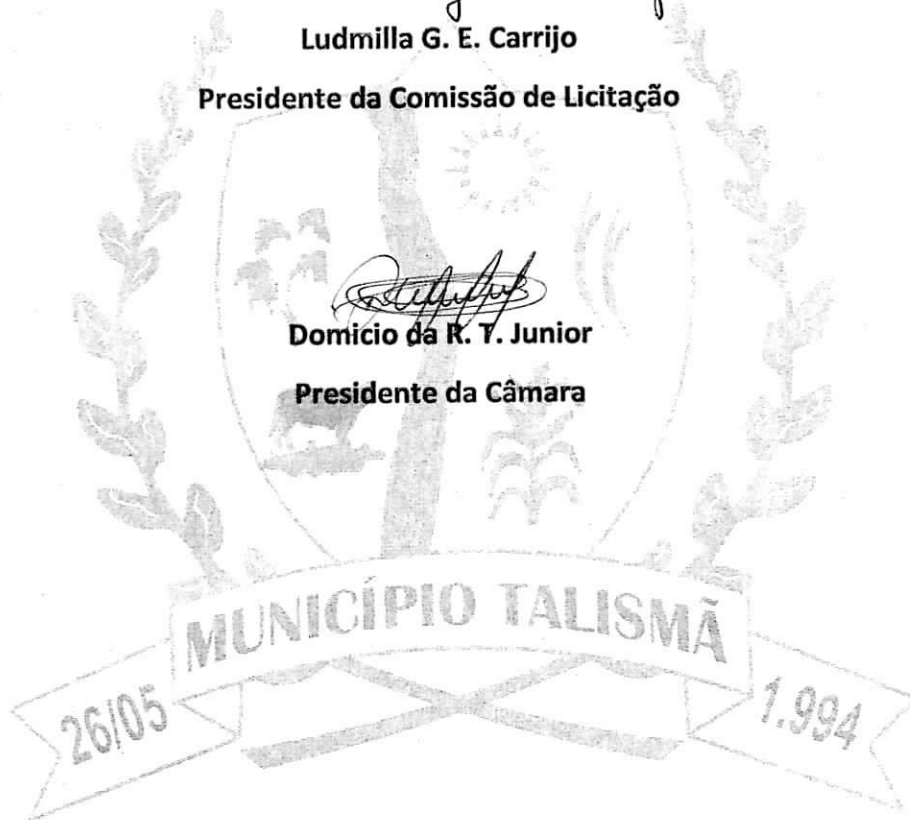 Ludmilla G. E. Carrijo
Presidente da Comissão de Licitação
Domicio da R. T. Junior
Presidente da Câmara
MUNICÍPIO TALISMÃ
26/05
1.994